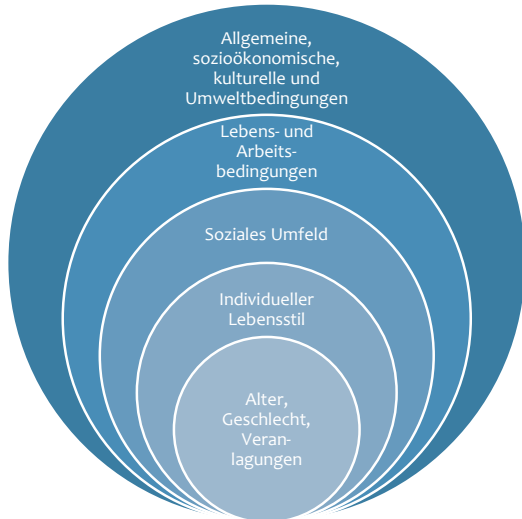 Allgemeine,
sozioökonomische,
kulturelle und
Umweltbedingungen
Lebens- und
Arbeits-
bedingungen
Soziales Umfeld
Individueller
Lebensstil
Alter,
Geschlecht,
Veran-
lagungen